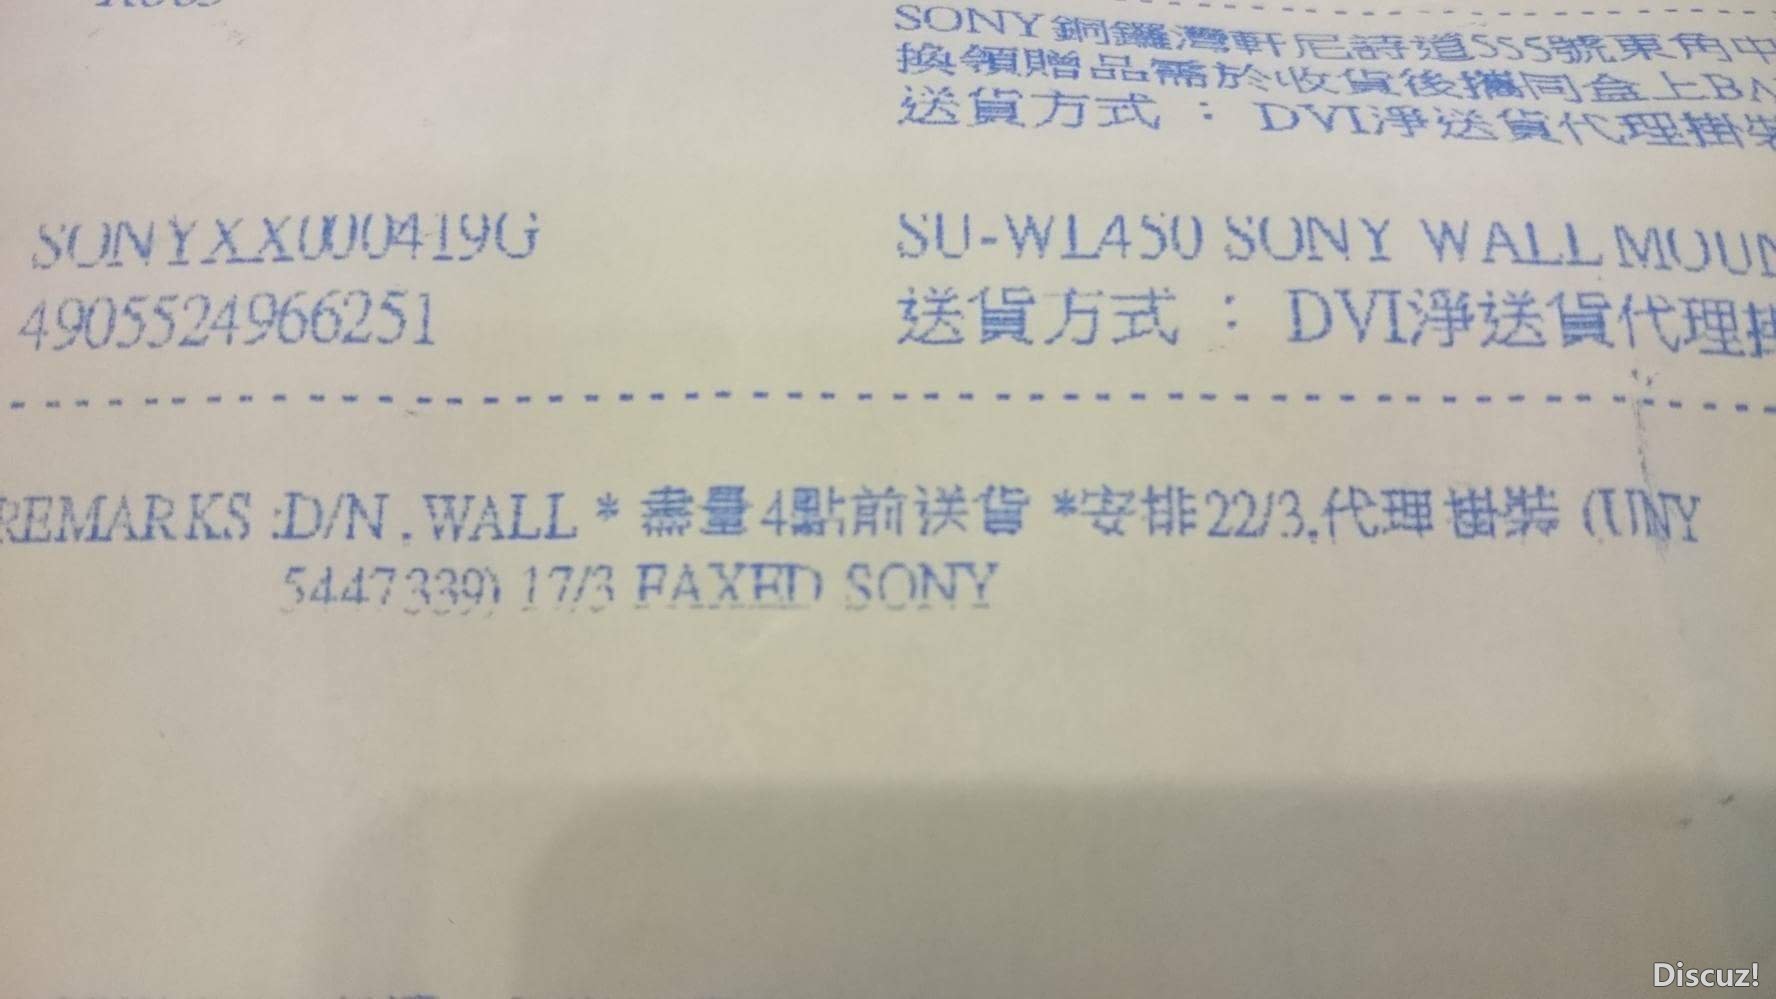 SONY銅鑼灣軒尼詩道555號東角中
換領贈品需於收貨後攜同盒上BA
送貨方式 : DVI淨送貨代理掛裝
SONYXX000419G SU-WL450 SONY WALL MOUN
4905524966251 送貨方式 : DVI淨送貨代理掛
REMARKS :D/N . WALL * 盡量4點前送貨 *安排22/3,代理掛裝 (UNY
54447339) 17/3 FAXED SONY
Discuz!